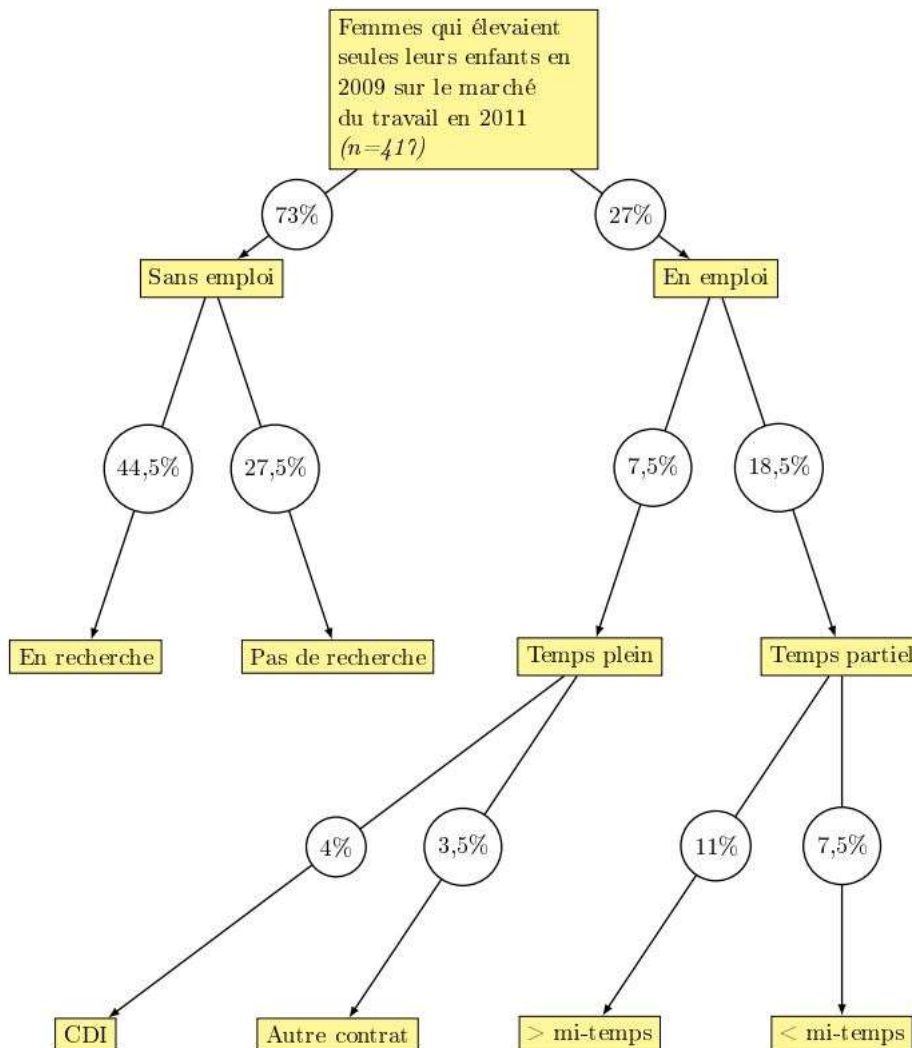 Femmes qui élevaient
seules leurs enfants en
2009 sur le marché
du travail en 2011
(n=417)
73%
27%
Sans emploi
En emploi
44,5%
27,5%
7,5%
18,5%
En recherche
Pas de recherche
Temps plein
Temps partiel
4%
3,5%
11%
7,5%
CDI
Autre contrat
> mi-temps
< mi-temps